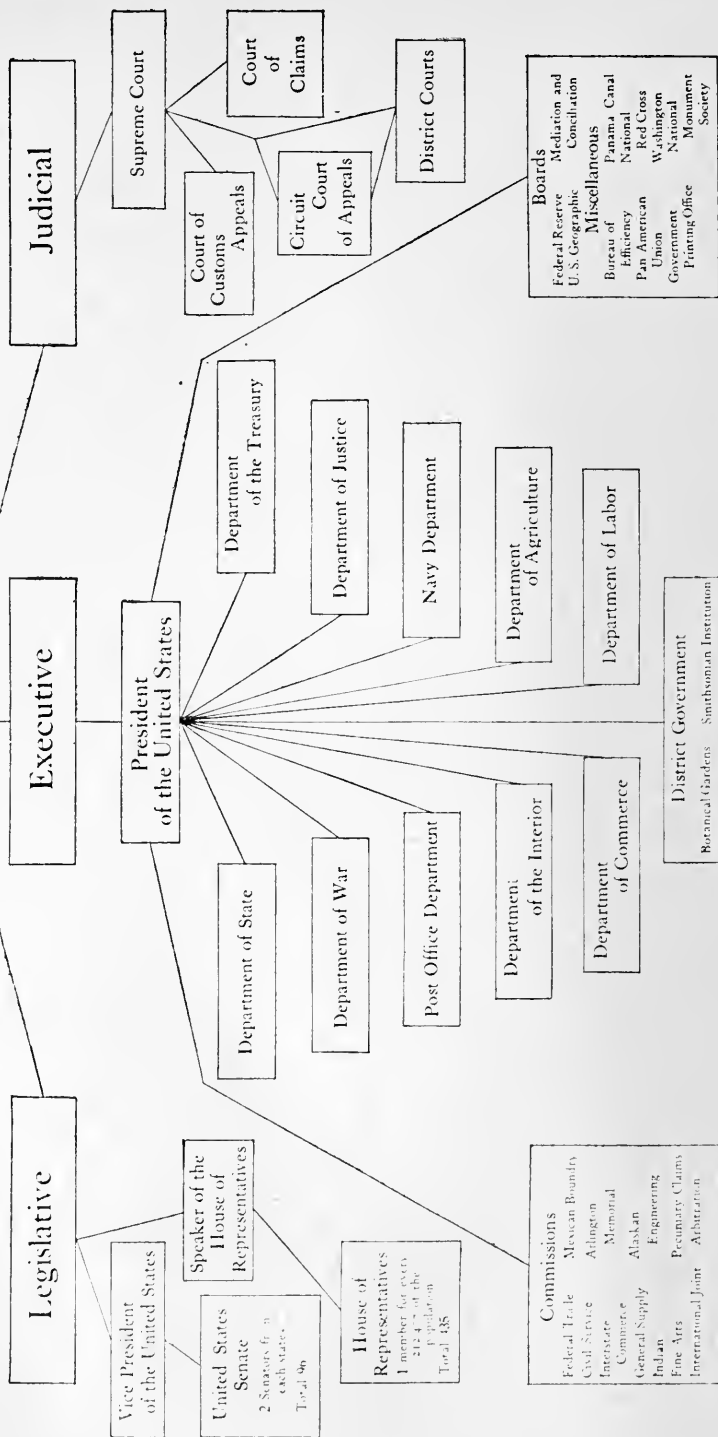 Legislative
Vice President
of the United States
United States
Senate
2 Senators
each state.
Total 96
Speaker of the
House of
Representatives
House of
Representatives
1 member for every
of the
population
Total 435
Commissions
Federal Trade
Civil Service
Interstate
Commerce
General Supply
Indian
Fine Arts
International Joint
Mexican Boundry
Arlington
Memorial
Alaskan
Engineering
Pecuniary Claims
Arbitration
Executive
President
of the United States
Department of State
Department of War
Post Office Department
Department
of the Interior
Department
of Commerce
Department
of the Treasury
Department of Justice
Navy Department
Department
of Agriculture
Department of Labor
District Government
Botanical Gardens Smithsonian Institution
Judicial
Supreme Court
Court of
Customs
Appeals
Court
of
Claims
Circuit Court
of Appeals
District Courts
Boards
Federal Reserve
U. S. Geographic
Mediation and
Conciliation
Miscellaneous
Bureau of
Efficiency
Pan American
Union
Government
Printing Office
Panama Canal
National
Red Cross
Washington
National
Monument
Society